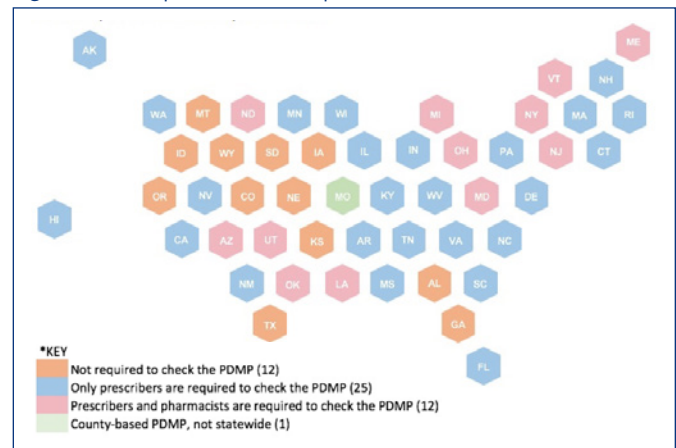 AK
ME
VT
NH
WA
MT
ND
MN
WI
MI
NY
MA
RI
ID
WY
SD
IA
IL
IN
OH
PA
NJ
CT
OR
NV
CO
NE
MO
KY
WV
MD
DE
HI
CA
AZ
UT
KS
AR
TN
VA
NC
NM
OK
LA
MS
AL
SC
TX
GA
FL
*KEY
Not required to check the PDMP (12)
Only prescribers are required to check the PDMP (25)
Prescribers and pharmacists are required to check the PDMP (12)
County-based PDMP, not statewide (1)